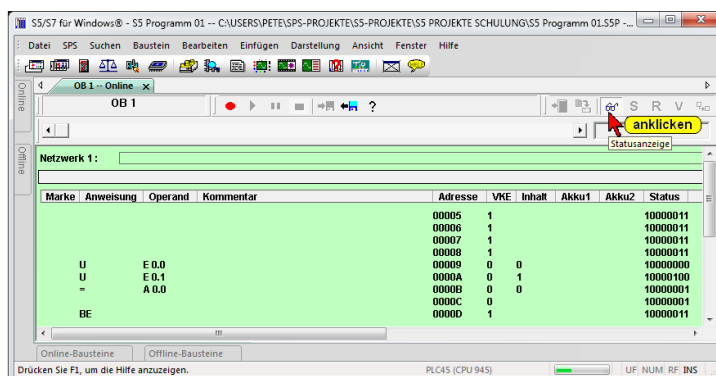 S5/S7 für Windows® - S5 Programm 01 -- C:\USERS\PETE\SPS-PROJEKTE\S5-PROJEKTE\S5 PROJEKTE SCHULUNG\S5 Programm 01.S5P - ...
Datei SPS Suchen Baustein Bearbeiten Einfügen Darstellung Ansicht Fenster Hilfe
Online
OB 1 -- Online x
OB 1
?
S R V
anklicken
Statusanzeige
Offline
Netzwerk 1 :
Marke Anweisung Operand Kommentar Adresse VKE Inhalt Akku1 Akku2 Status
00005 1 10000011
00006 1 10000011
00007 1 10000011
00008 1 10000011
U E 0.0 00009 0 0 10000000
U E 0.1 0000A 0 1 10000100
= A 0.0 0000B 0 0 10000001
0000C 0 10000001
BE 0000D 1 10000011
Online-Bausteine Offline-Bausteine
Drücken Sie F1, um die Hilfe anzuzeigen. PLC45 (CPU 945) UF NUM RF INS